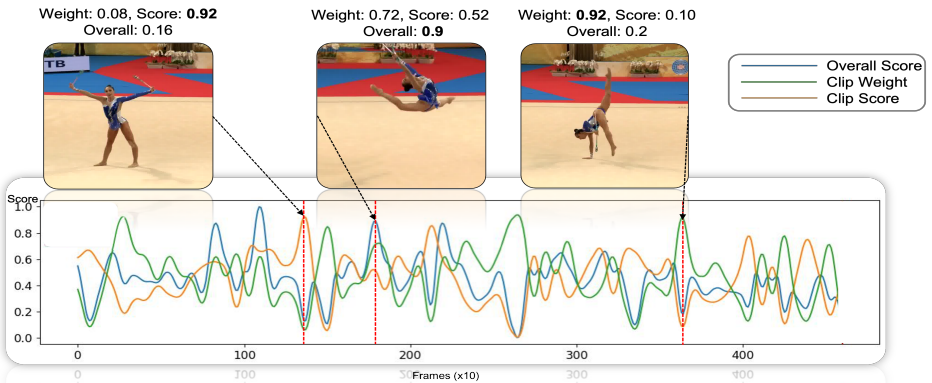 Weight: 0.08, Score: 0.92
Overall: 0.16
Weight: 0.72, Score: 0.52
Overall: 0.9
Weight: 0.92, Score: 0.10
Overall: 0.2
TB
Overall Score
Clip Weight
Clip Score
Score
1.0
0.8
0.6
0.4
0.2
0.0
0 100 200 300 400
Frames (x10)